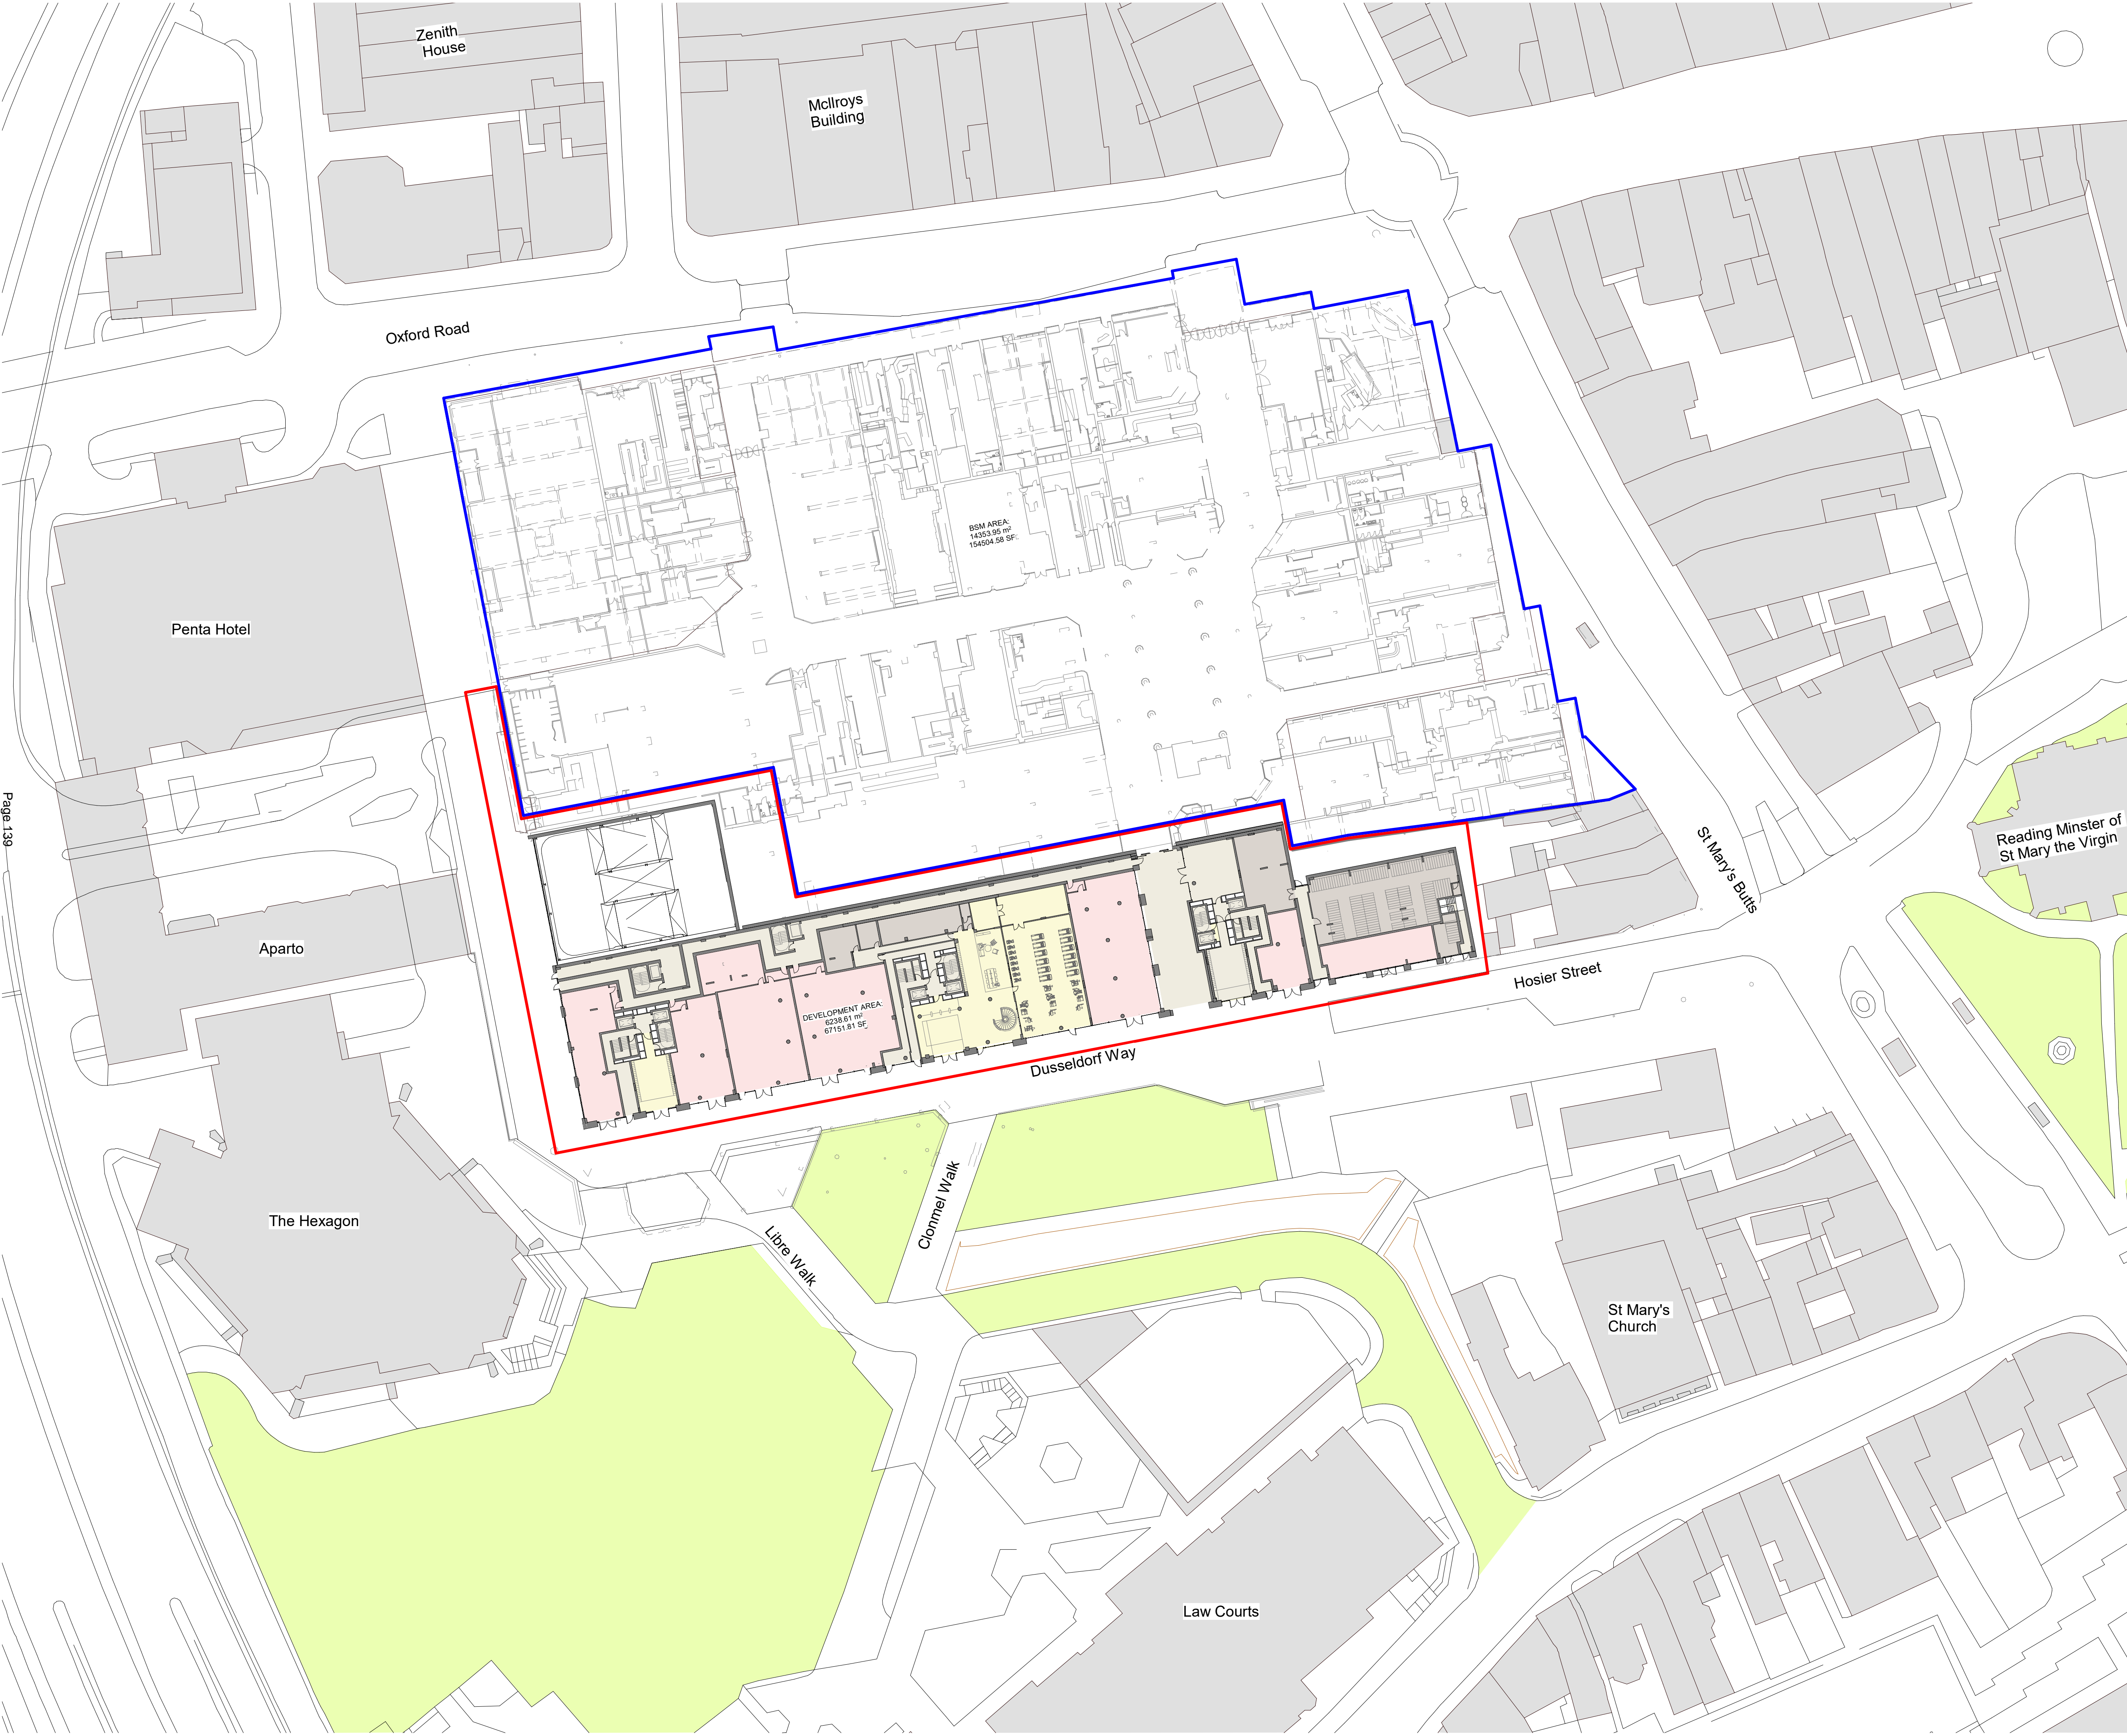 Zenith
House
McIlroys
Building
Oxford Road
BSM AREA:
14353.95 m²
154504.58 SF
Penta Hotel
Page 139
Reading Minster of
St Mary the Virgin
St Mary's Butts
Aparto
Hosier Street
DEVELOPMENT AREA:
6238.61 m²
67151.81 SF
Dusseldorf Way
Clonmel Walk
The Hexagon
Libre Walk
St Mary's
Church
Law Courts